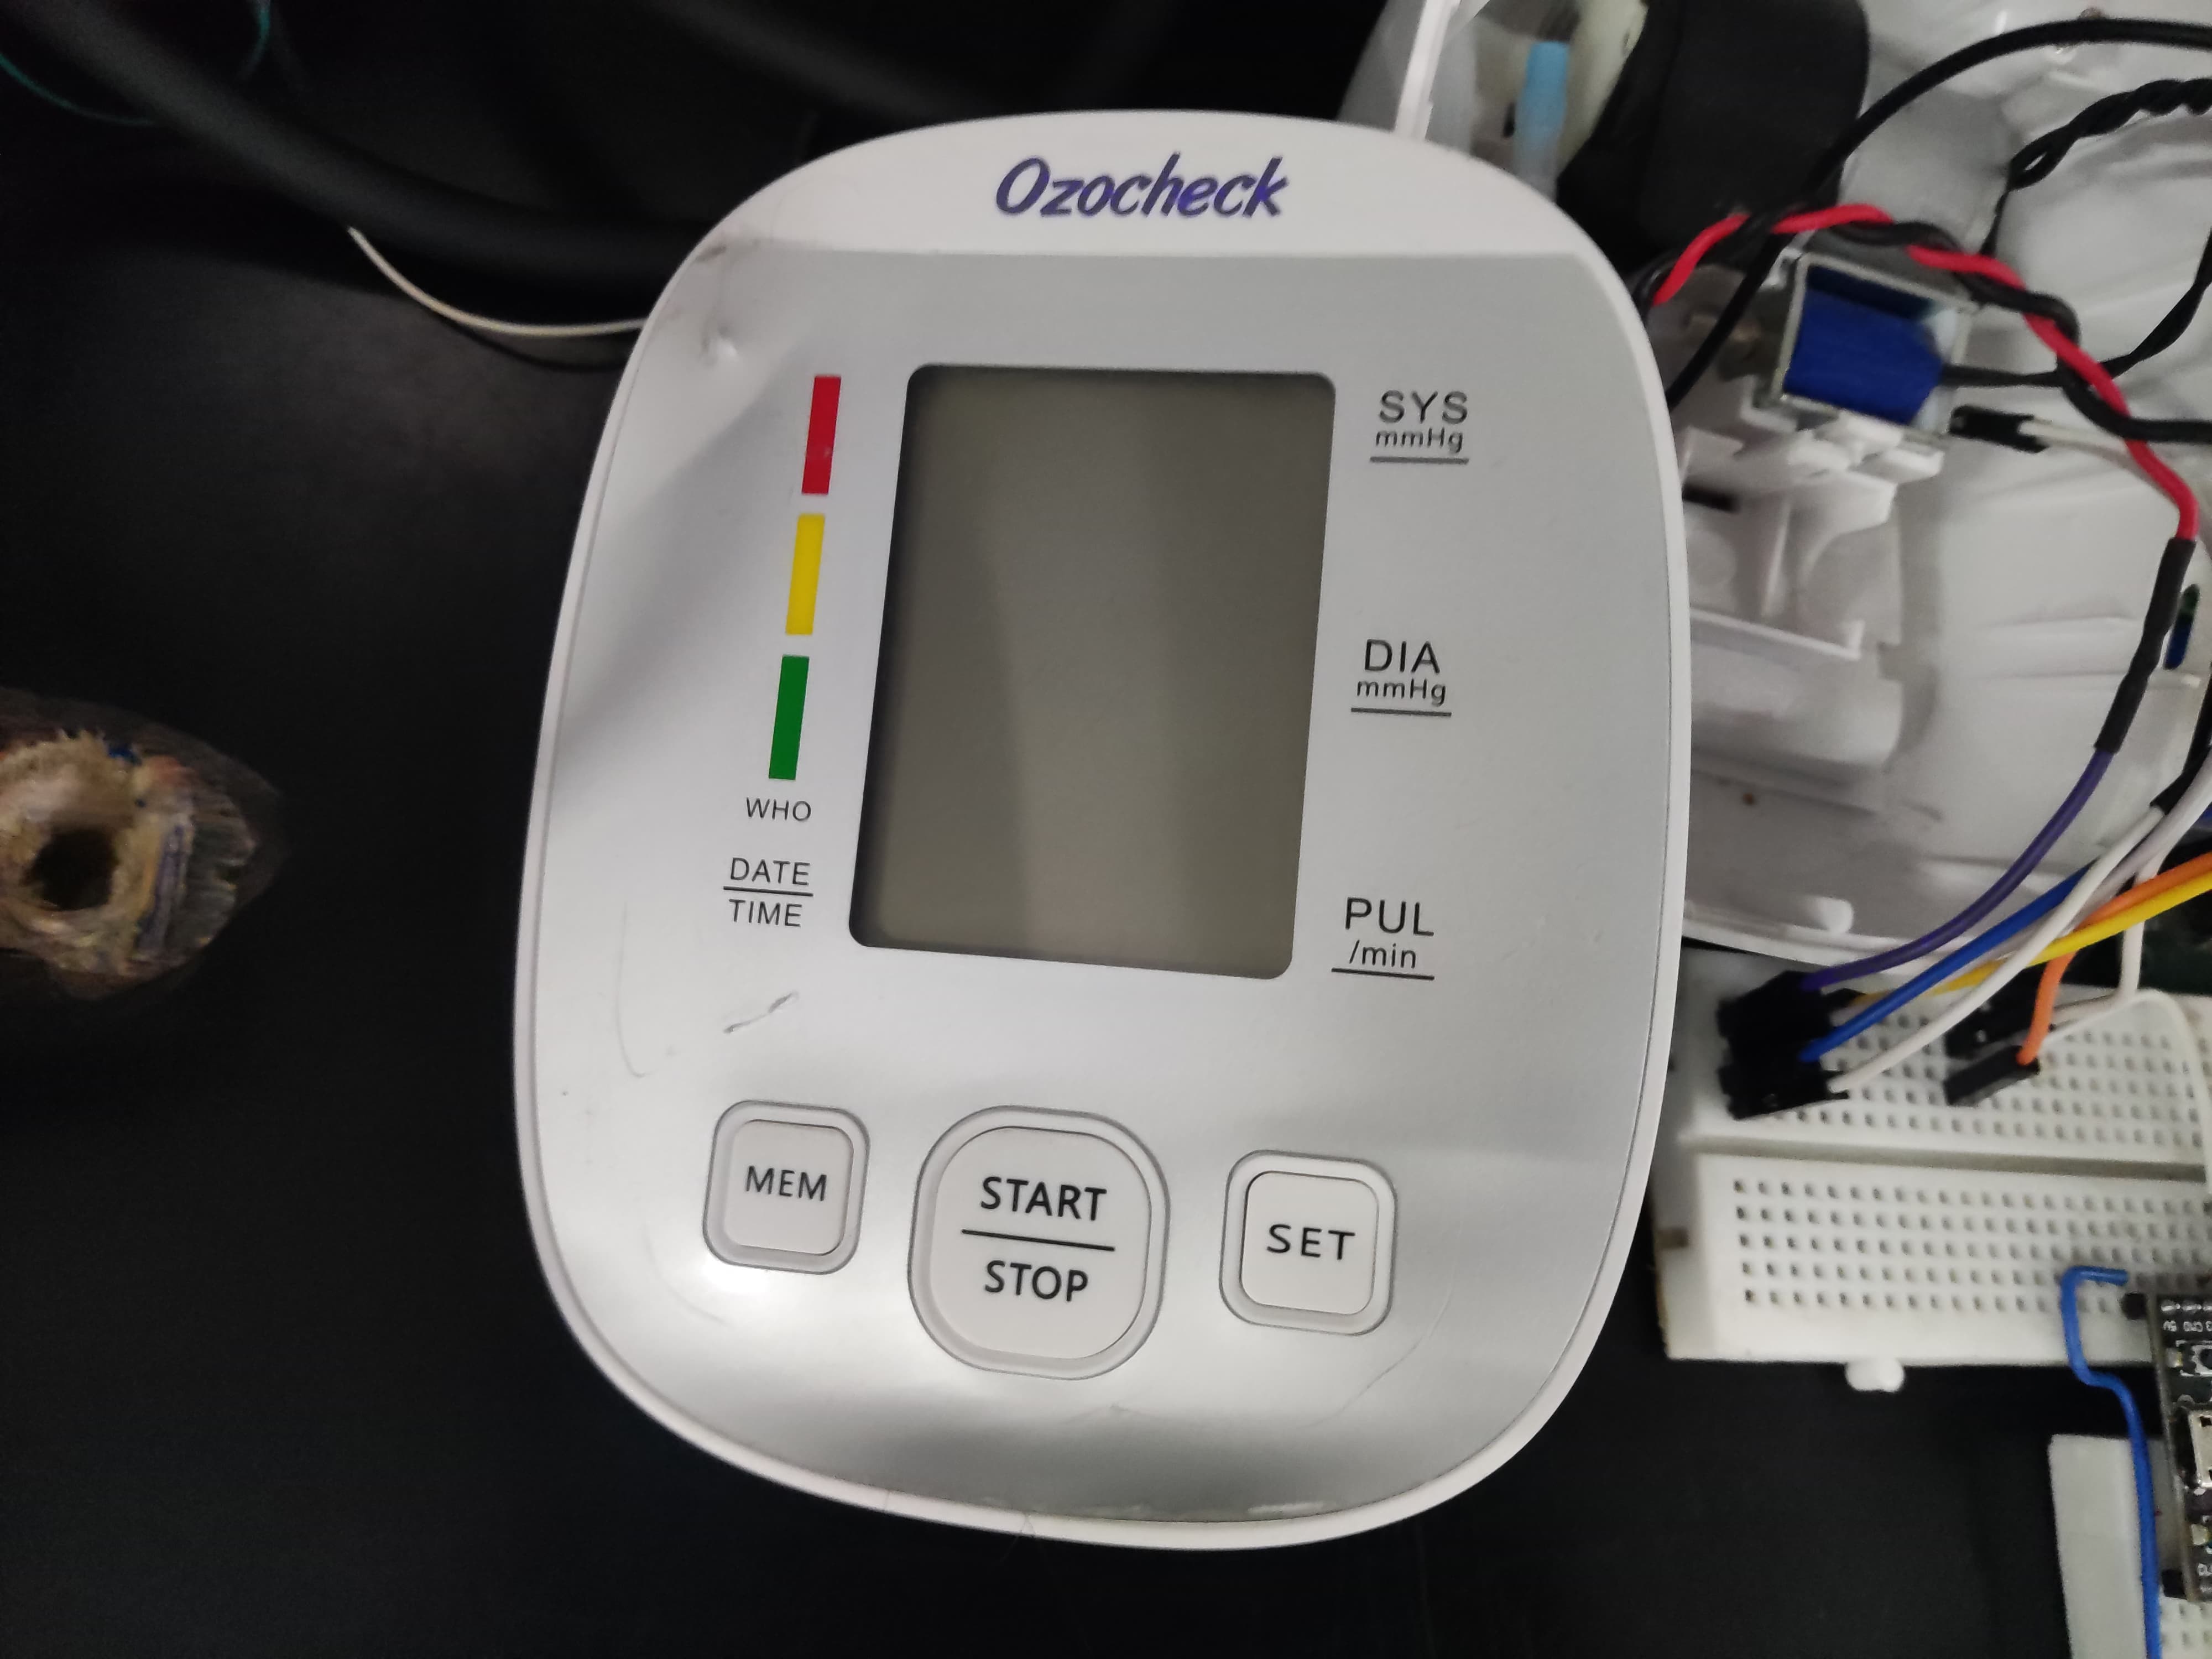 Ozocheck
SYS
mmHg
DIA
mmHg
WHO
DATE
TIME
PUL
/min
MEM
START
STOP
SET